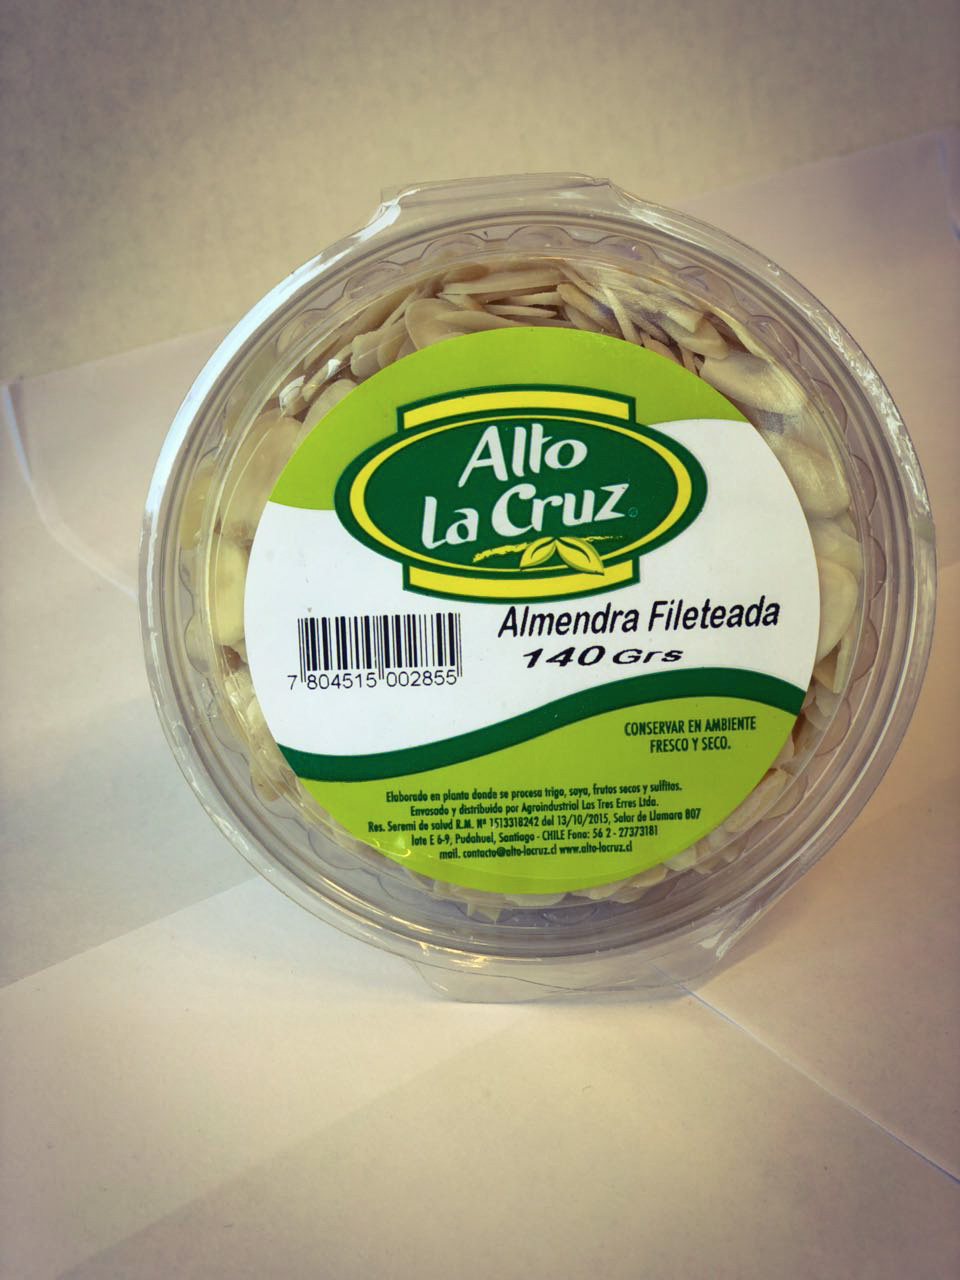 Alto
La Cruz
Almendra Fileteada
140 Grs
7 804515 002855
CONSERVAR EN AMBIENTE
FRESCO Y SECO.
Elaborado en planta donde se procesa trigo, soya, frutos secos y sulfitos.
Envasado y distribuido por Agroindustrial Las Tres Erres Ltda.
Res. Seremi de salud R.M. Nº 1513318242 del 13/10/2015, Salar de Llamara 807
lote E 6-9, Pudahuel, Santiago - CHILE Fono: 56 2 - 27373181
mail. contacto@alto-lacruz.cl www.alto-lacruz.cl